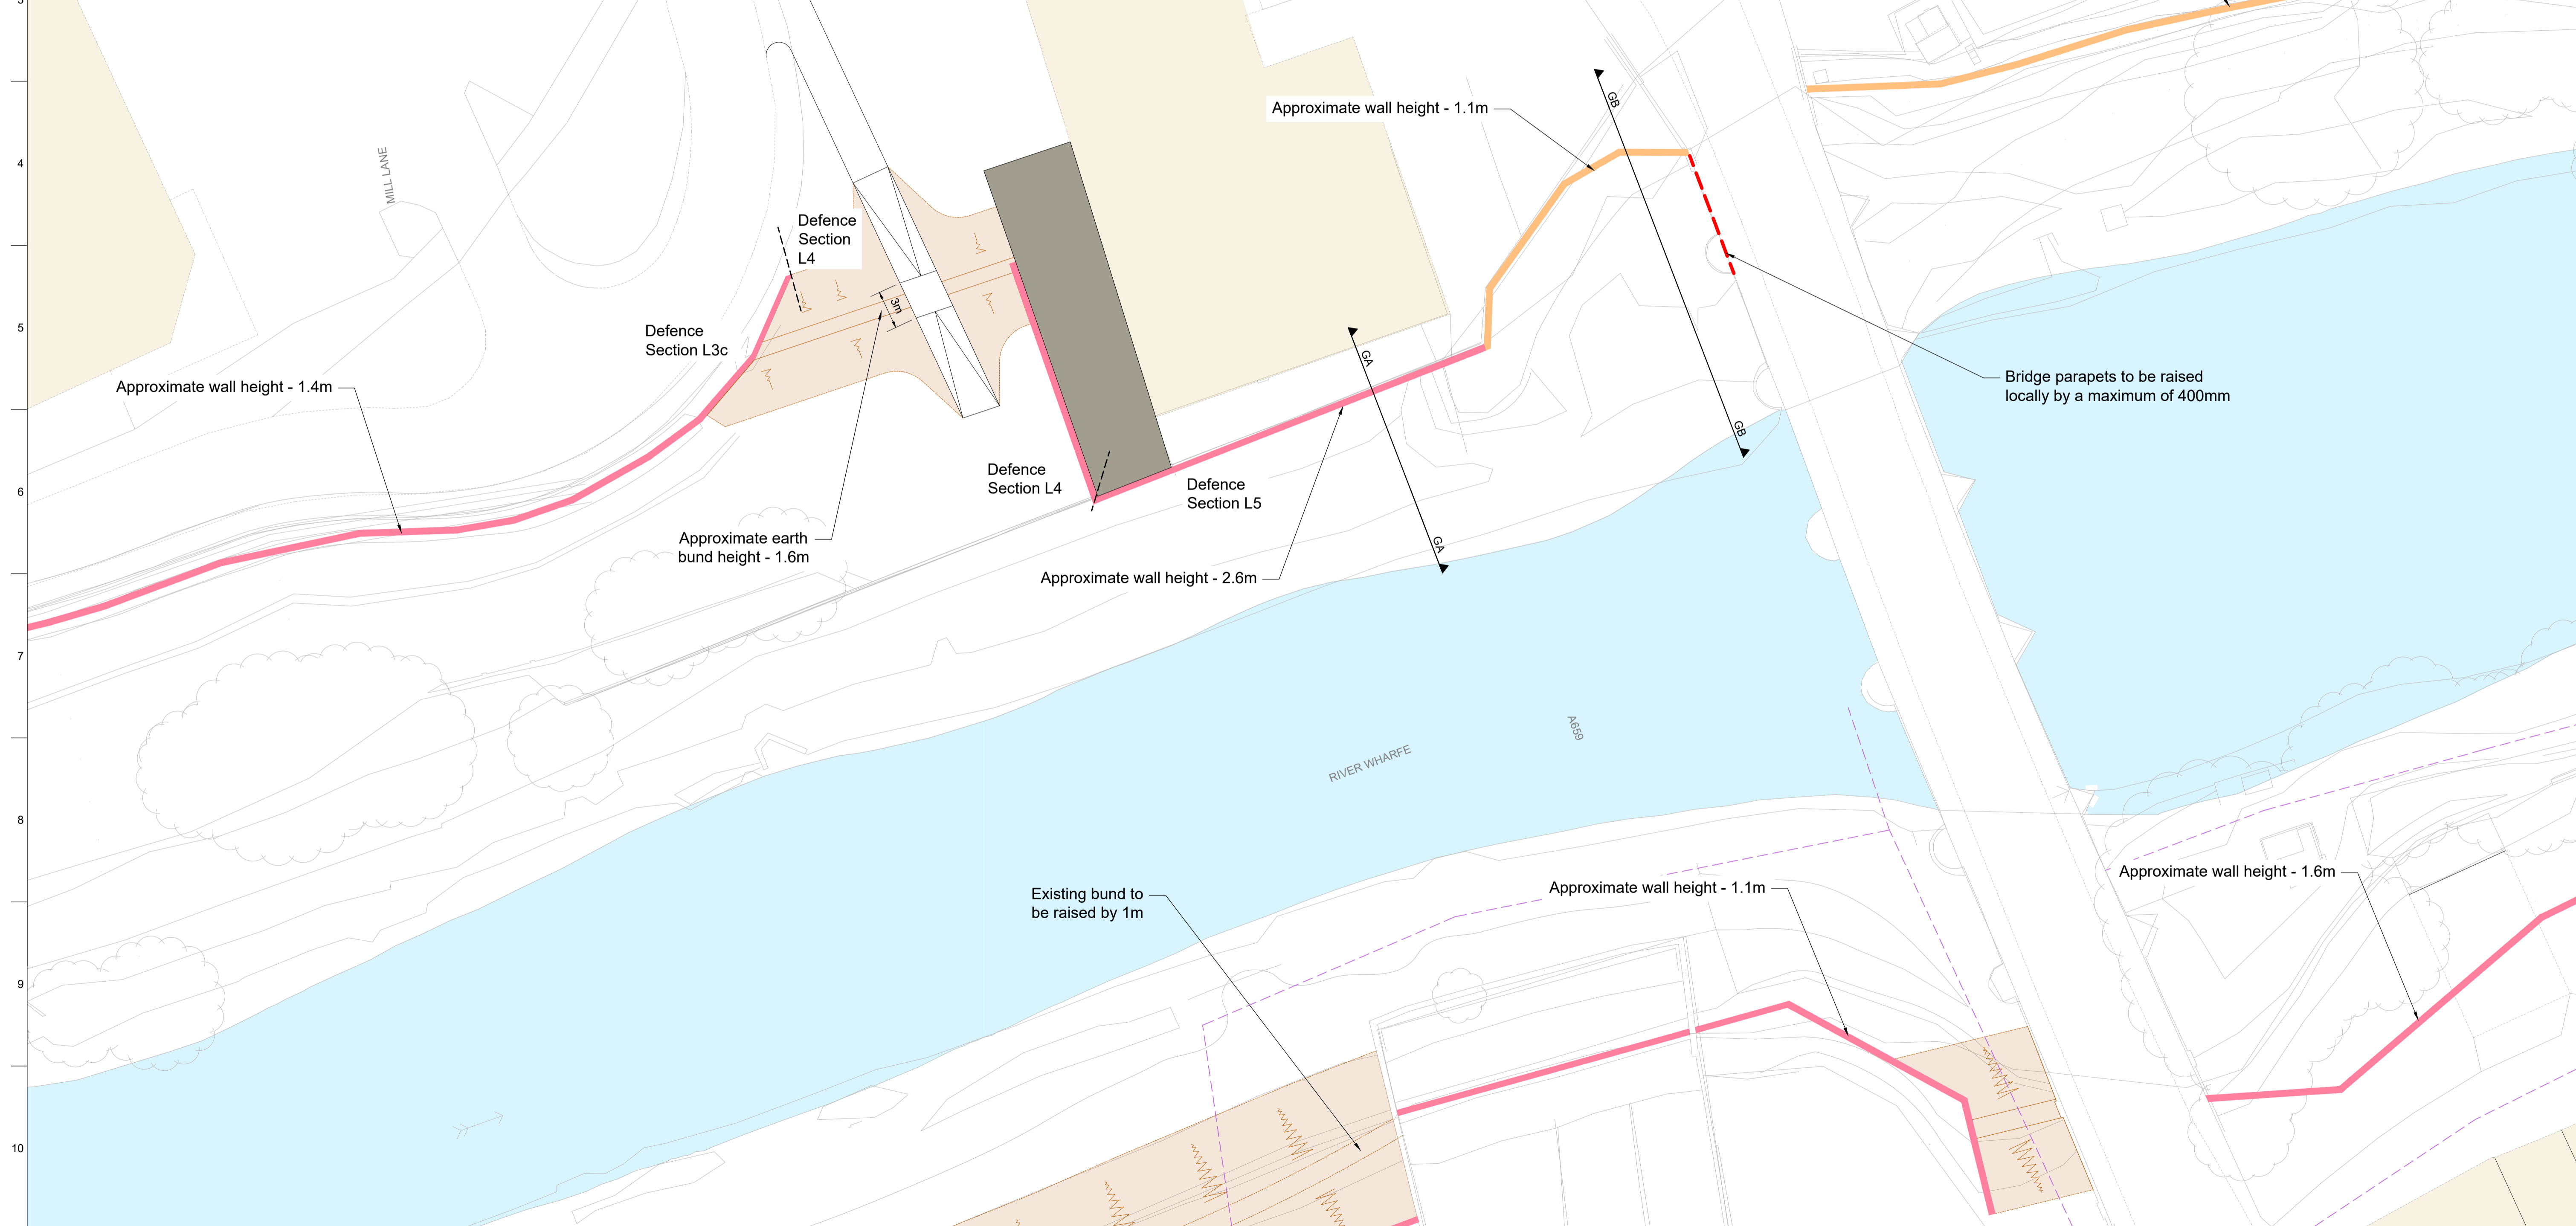 3
4
5
6
7
8
9
10
MILL LANE
Approximate wall height - 1.1m
GB
Defence
Section
L4
3m
Defence
Section L3c
GA
Approximate wall height - 1.4m
Bridge parapets to be raised
locally by a maximum of 400mm
GB
Defence
Section L4
Defence
Section L5
Approximate earth
bund height - 1.6m
GA
Approximate wall height - 2.6m
A659
RIVER WHARFE
Existing bund to
be raised by 1m
Approximate wall height - 1.1m
Approximate wall height - 1.6m